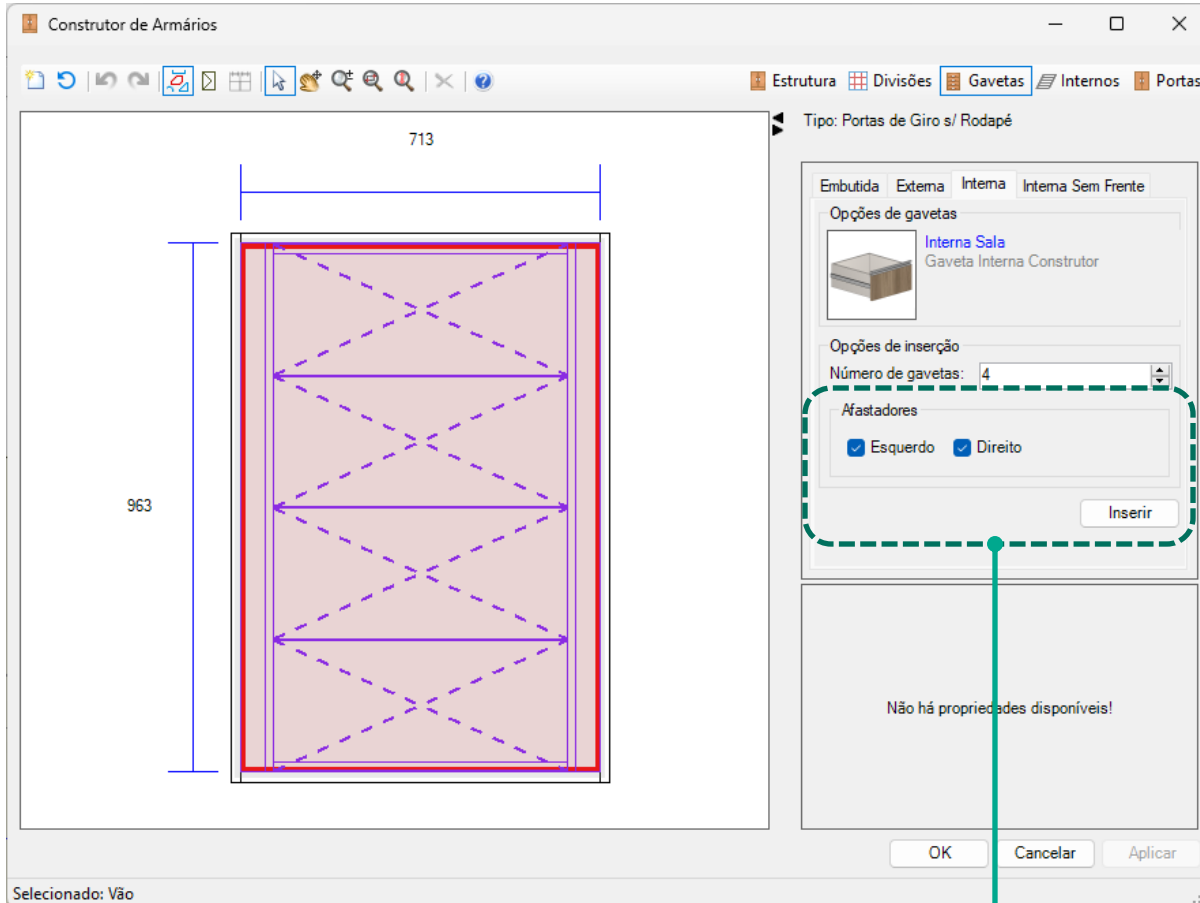 Construtor de Armários
Estrutura Divisões Gavetas Internos Portas
Tipo: Portas de Giro s/ Rodapé
713
963
Embutida Externa Interna Interna Sem Frente
Opções de gavetas
Interna Sala
Gaveta Interna Construtor
Opções de inserção
Número de gavetas: 4
Afastadores
Esquerdo Direito
Inserir
Não há propriedades disponíveis!
OK Cancelar Aplicar
Selecionado: Vão